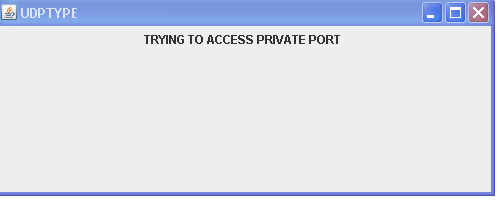 UDPTYPE
TRYING TO ACCESS PRIVATE PORT